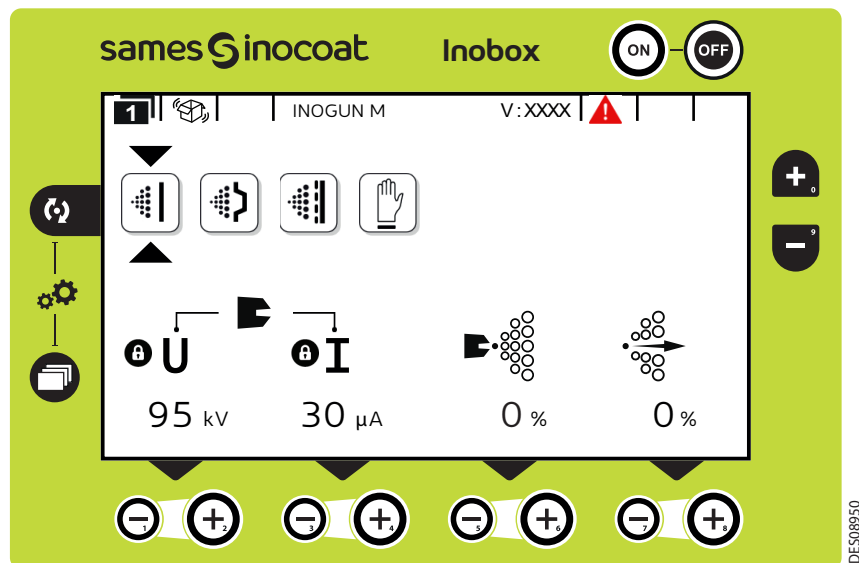 sames inocoat Inobox ON OFF
1 INOGUN M V : XXXX
+ 0
- 9
U I
95 kV 30 µA 0 % 0 %
- 1 + 2 - 3 + 4 - 5 + 6 - 7 + 8
DES08950